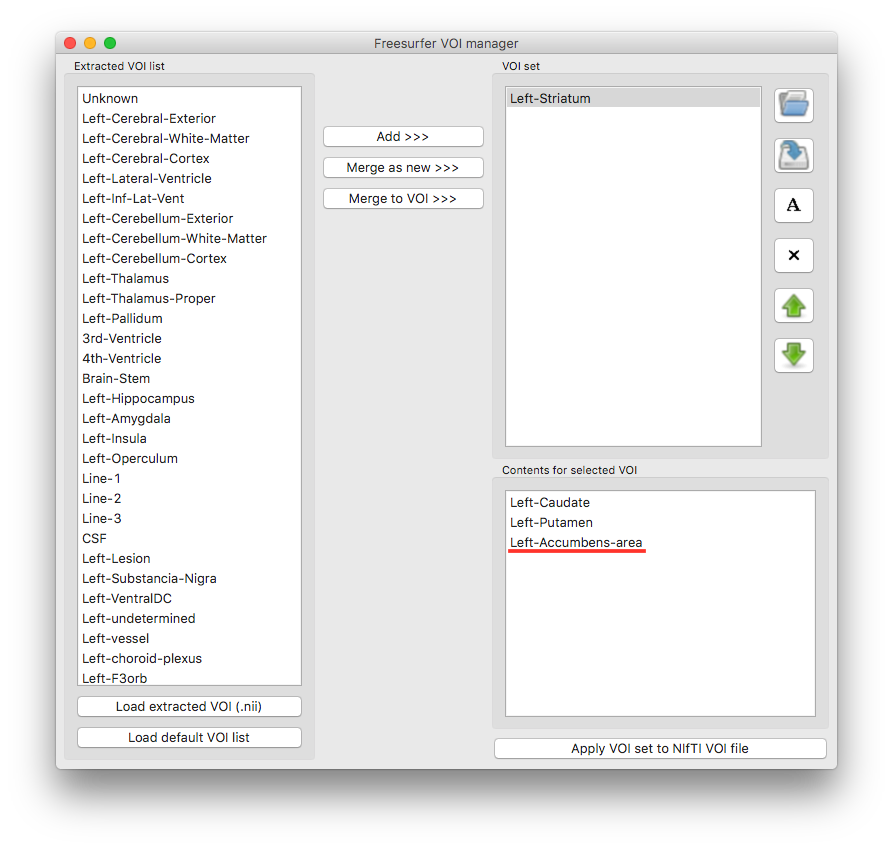 Freesurfer VOI manager
Extracted VOI list
Unknown
Left-Cerebral-Exterior
Left-Cerebral-White-Matter
Left-Cerebral-Cortex
Left-Lateral-Ventricle
Left-Inf-Lat-Vent
Left-Cerebellum-Exterior
Left-Cerebellum-White-Matter
Left-Cerebellum-Cortex
Left-Thalamus
Left-Thalamus-Proper
Left-Pallidum
3rd-Ventricle
4th-Ventricle
Brain-Stem
Left-Hippocampus
Left-Amygdala
Left-Insula
Left-Operculum
Line-1
Line-2
Line-3
CSF
Left-Lesion
Left-Substancia-Nigra
Left-VentralDC
Left-undetermined
Left-vessel
Left-choroid-plexus
Left-F3orb
Load extracted VOI (.nii)
Load default VOI list
Add >>>
Merge as new >>>
Merge to VOI >>>
VOI set
Left-Striatum
A
Contents for selected VOI
Left-Caudate
Left-Putamen
Left-Accumbens-area
Apply VOI set to NIfTI VOI file